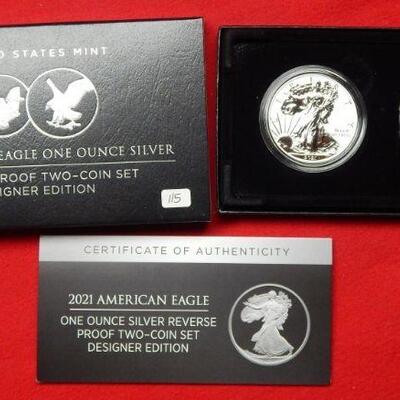 D STATES MINT
EAGLE ONE OUNCE SILVER
PROOF TWO-COIN SET
SIGNER EDITION
115
CERTIFICATE OF AUTHENTICITY
2021 AMERICAN EAGLE
ONE OUNCE SILVER REVERSE
PROOF TWO-COIN SET
DESIGNER EDITION